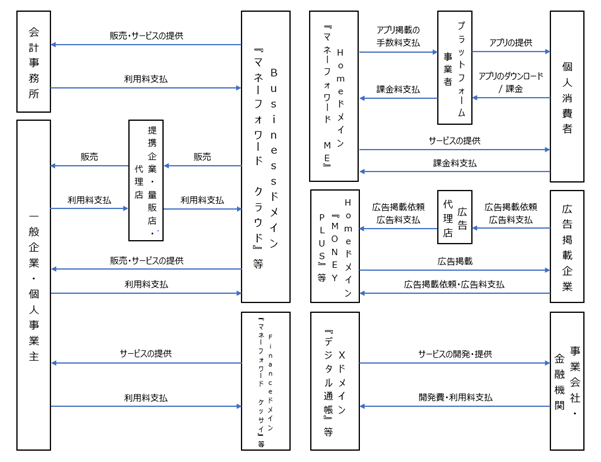 会計事務所
販売・サービスの提供
利用料支払
Businessドメイン
『マネーフォワード クラウド』等
一般企業・個人事業主
販売
提携企業・量販店・
代理店
販売
利用料支払
利用料支払
販売・サービスの提供
利用料支払
サービスの提供
利用料支払
Financeドメイン
『マネーフォワード ケッサイ』等
Homeドメイン
『マネーフォワード ME』
アプリ掲載の
手数料支払
課金料支払
プラットフォーム
事業者
アプリの提供
アプリのダウンロード
/ 課金
個人消費者
サービスの提供
課金料支払
Homeドメイン
『MONEY
PLUS』等
広告掲載依頼
広告料支払
広告
代理店
広告掲載依頼
広告料支払
広告掲載企業
広告掲載
広告掲載依頼・広告料支払
Xドメイン
『デジタル通帳』等
サービスの開発・提供
開発費・利用料支払
事業会社・
金融機関